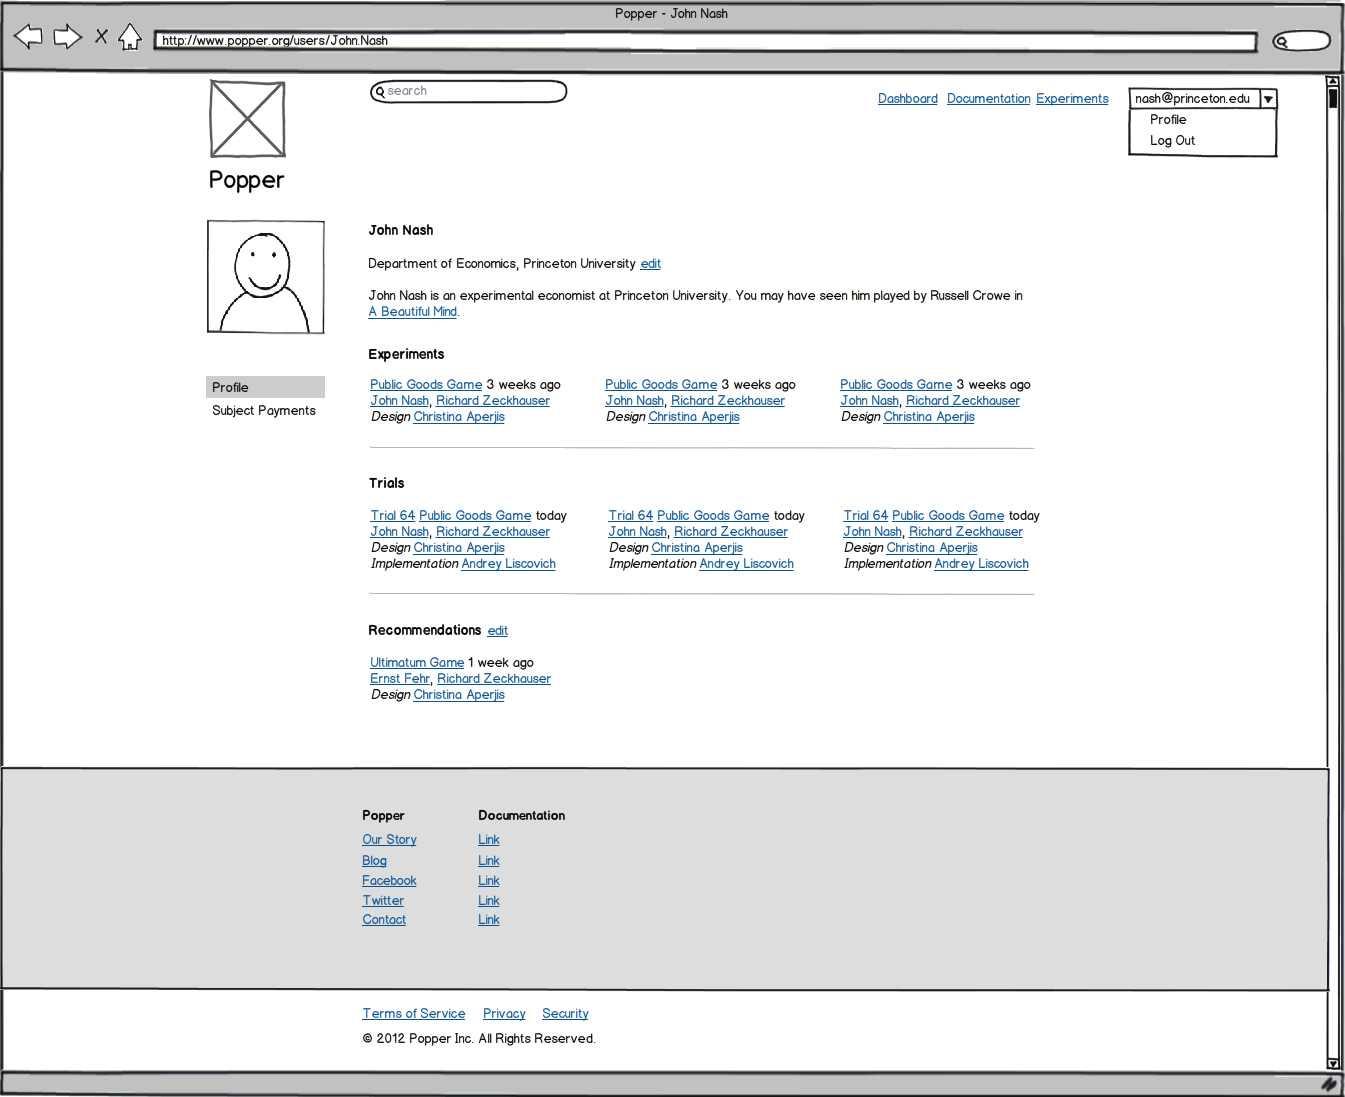 Popper - John Nash
http://www.popper.org/users/John.Nash
search
Dashboard Documentation Experiments
nash@princeton.edu
Profile
Log Out
Popper
John Nash
Department of Economics, Princeton University edit
John Nash is an experimental economist at Princeton University. You may have seen him played by Russell Crowe in
A Beautiful Mind.
Profile
Subject Payments
Experiments
Public Goods Game 3 weeks ago
John Nash, Richard Zeckhauser
Design Christina Aperjis
Public Goods Game 3 weeks ago
John Nash, Richard Zeckhauser
Design Christina Aperjis
Public Goods Game 3 weeks ago
John Nash, Richard Zeckhauser
Design Christina Aperjis
Trials
Trial 64 Public Goods Game today
John Nash, Richard Zeckhauser
Design Christina Aperjis
Implementation Andrey Liscovich
Trial 64 Public Goods Game today
John Nash, Richard Zeckhauser
Design Christina Aperjis
Implementation Andrey Liscovich
Trial 64 Public Goods Game today
John Nash, Richard Zeckhauser
Design Christina Aperjis
Implementation Andrey Liscovich
Recommendations edit
Ultimatum Game 1 week ago
Ernst Fehr, Richard Zeckhauser
Design Christina Aperjis
Popper
Our Story
Blog
Facebook
Twitter
Contact
Documentation
Link
Link
Link
Link
Link
Terms of Service Privacy Security
© 2012 Popper Inc. All Rights Reserved.